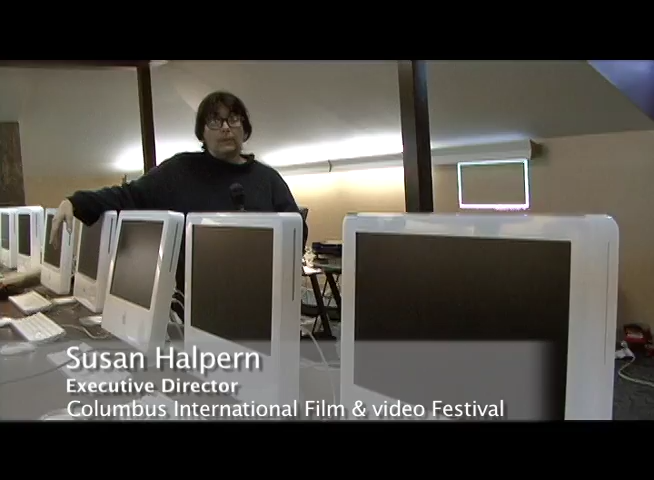 Susan Halpern
Executive Director
Columbus International Film & video Festival